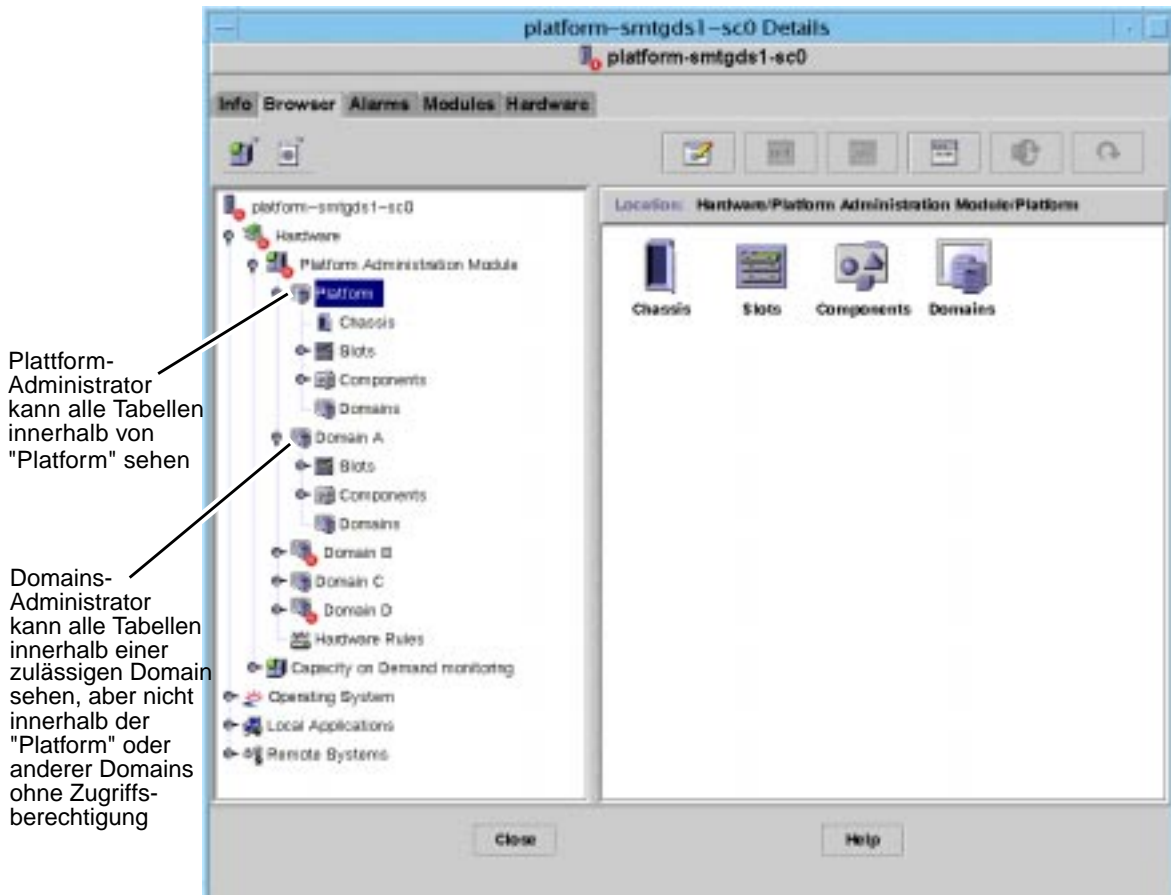 platform-smtgds1-sc0 Details
platform-smtgds1-sc0
Info Browser Alarms Modules Hardware
platform-smtgds1-sc0
Hardware
Platform Administration Module
Platform
Chassis
Slots
Components
Domains
Domain A
Slots
Components
Domains
Domain B
Domain C
Domain D
Hardware Rules
Capacity on Demand monitoring
Operating System
Local Applications
Remote Systems
Location: Hardware/Platform Administration Module/Platform
Chassis Slots Components Domains
Close Help
Plattform-
Administrator
kann alle Tabellen
innerhalb von
"Platform" sehen
Domains-
Administrator
kann alle Tabellen
innerhalb einer
zulässigen Domain
sehen, aber nicht
innerhalb der
"Platform" oder
anderer Domains
ohne Zugriffs-
berechtigung